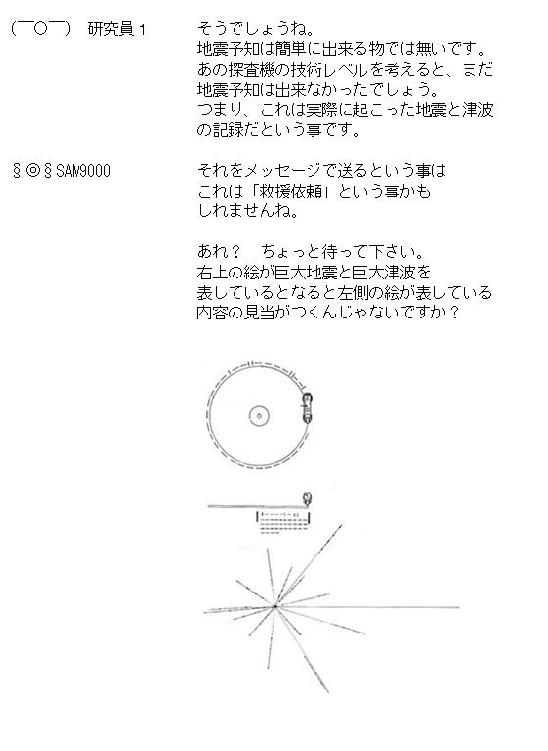 (￣○￣) 研究員１ そうでしょうね。
地震予知は簡単に出来る物では無いです。
あの探査機の技術レベルを考えると、まだ
地震予知は出来なかったでしょう。
つまり、これは実際に起こった地震と津波
の記録だという事です。
§◎§SAM9000 それをメッセージで送るという事は
これは「救援依頼」という事かも
しれませんね。
あれ？　ちょっと待って下さい。
右上の絵が巨大地震と巨大津波を
表しているとなると左側の絵が表している
内容の見当がつくんじゃないですか？